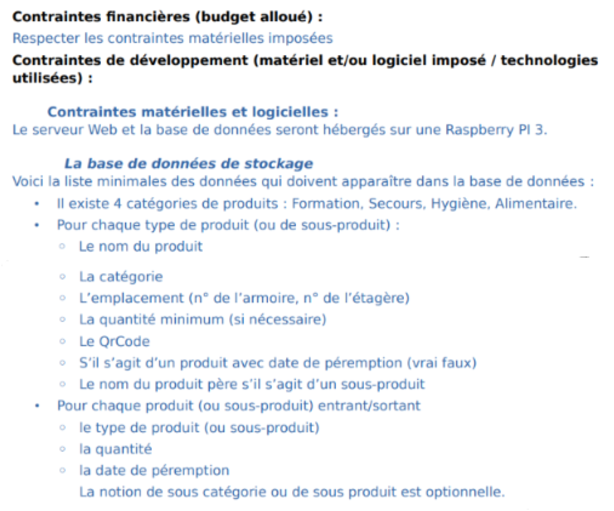 Contraintes financières (budget alloué) :
Respecter les contraintes matérielles imposées
Contraintes de développement (matériel et/ou logiciel imposé / technologies
utilisées) :
Contraintes matérielles et logicielles :
Le serveur Web et la base de données seront hébergés sur une Raspberry PI 3.
La base de données de stockage
Voici la liste minimales des données qui doivent apparaître dans la base de données :
• Il existe 4 catégories de produits : Formation, Secours, Hygiène, Alimentaire.
• Pour chaque type de produit (ou de sous-produit) :
◦ Le nom du produit
◦ La catégorie
◦ L'emplacement (n° de l'armoire, n° de l'étagère)
◦ La quantité minimum (si nécessaire)
◦ Le QrCode
◦ S'il s'agit d'un produit avec date de péremption (vrai faux)
◦ Le nom du produit père s'il s'agit d'un sous-produit
• Pour chaque produit (ou sous-produit) entrant/sortant
◦ le type de produit (ou sous-produit)
◦ la quantité
◦ la date de péremption
La notion de sous catégorie ou de sous produit est optionnelle.